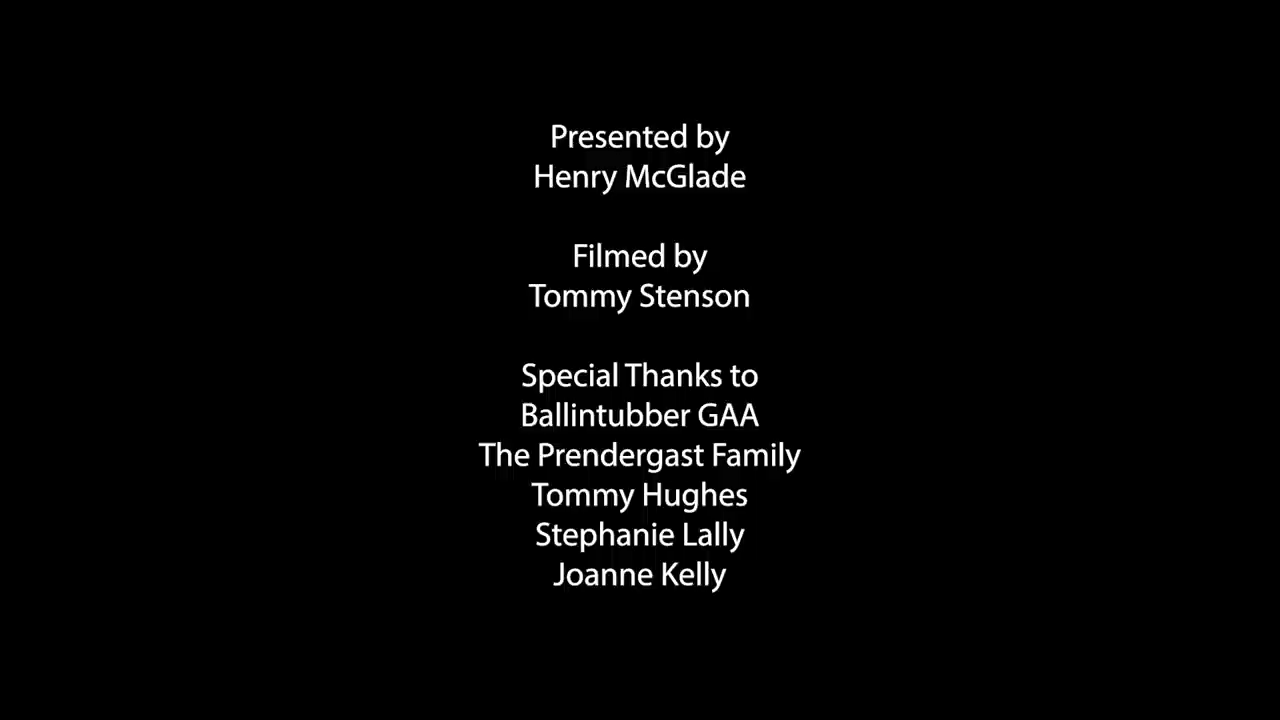 Presented by
Henry McGlade
Filmed by
Tommy Stenson
Special Thanks to
Ballintubber GAA
The Prendergast Family
Tommy Hughes
Stephanie Lally
Joanne Kelly